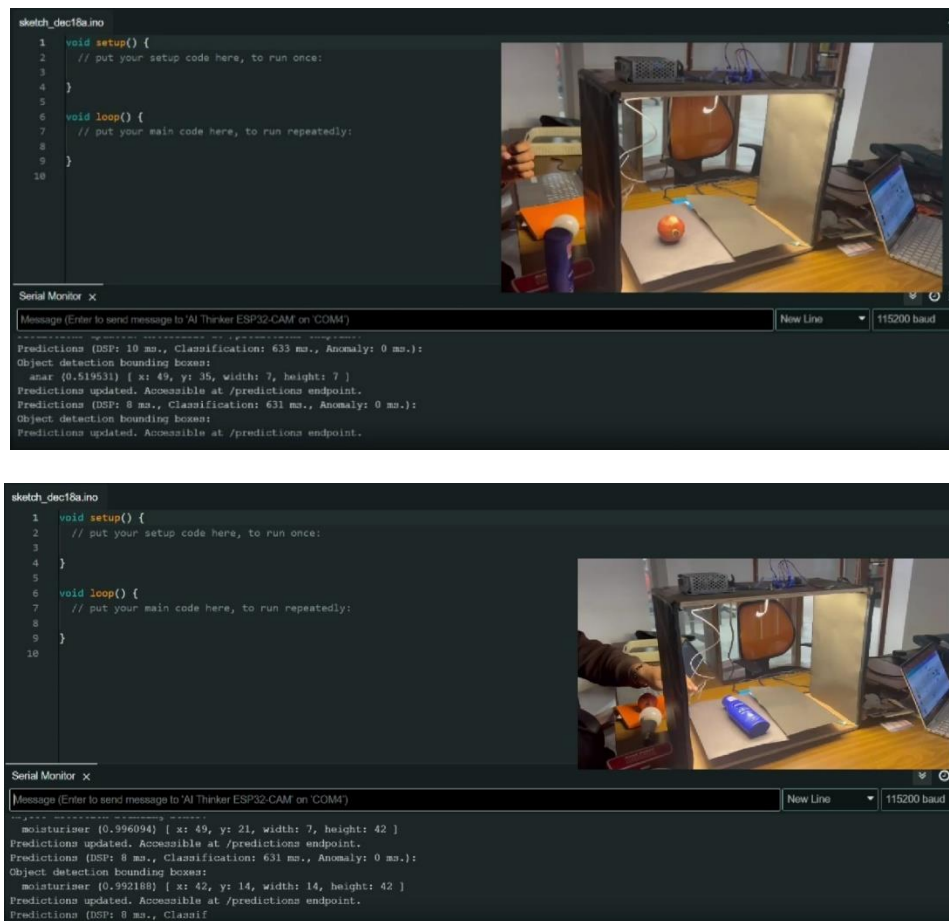 sketch_dec18a.ino
1 void setup() {
2 // put your setup code here, to run once:
3
4 }
5
6 void loop() {
7 // put your main code here, to run repeatedly:
8
9 }
10
Serial Monitor x
Message (Enter to send message to 'AI Thinker ESP32-CAM' on 'COM4') New Line 115200 baud
Predictions updated. Accessible at /predictions endpoint.
Predictions (DSP: 10 ms., Classification: 633 ms., Anomaly: 0 ms.):
Object detection bounding boxes:
anar (0.519531) [ x: 49, y: 35, width: 7, height: 7 ]
Predictions updated. Accessible at /predictions endpoint.
Predictions (DSP: 8 ms., Classification: 631 ms., Anomaly: 0 ms.):
Object detection bounding boxes:
Predictions updated. Accessible at /predictions endpoint.
sketch_dec18a.ino
1 void setup() {
2 // put your setup code here, to run once:
3
4 }
5
6 void loop() {
7 // put your main code here, to run repeatedly:
8
9 }
10
Serial Monitor x
Message (Enter to send message to 'AI Thinker ESP32-CAM' on 'COM4') New Line 115200 baud
Object detection bounding boxes:
moisturiser (0.996094) [ x: 49, y: 21, width: 7, height: 42 ]
Predictions updated. Accessible at /predictions endpoint.
Predictions (DSP: 8 ms., Classification: 631 ms., Anomaly: 0 ms.):
Object detection bounding boxes:
moisturiser (0.992188) [ x: 42, y: 14, width: 14, height: 42 ]
Predictions updated. Accessible at /predictions endpoint.
Predictions (DSP: 8 ms., Classif